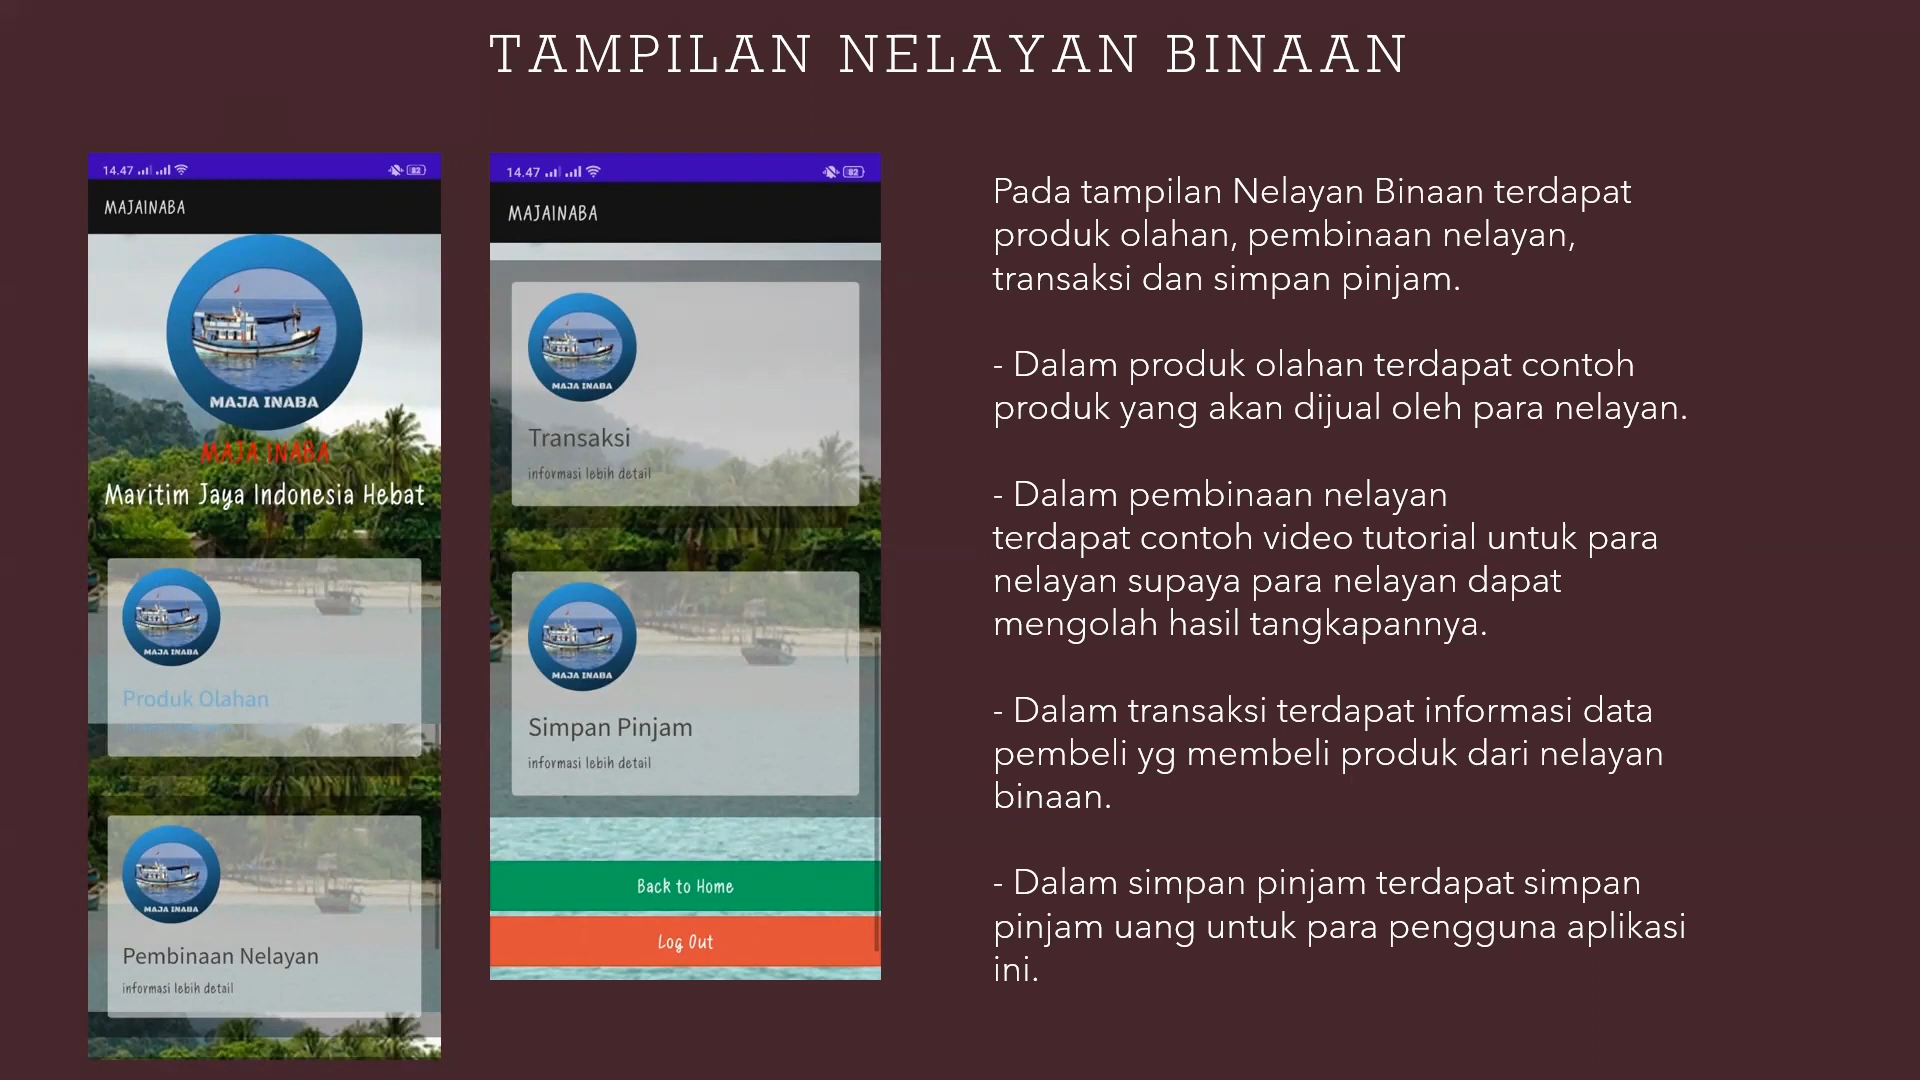 TAMPILAN NELAYAN BINAAN
14.47
82
MAJAINABA
MAJA INABA
MAJA INABA
Maritim Jaya Indonesia Hebat
MAJA INABA
Produk Olahan
MAJA INABA
Pembinaan Nelayan
informasi lebih detail
14.47
82
MAJAINABA
MAJA INABA
Transaksi
informasi lebih detail
MAJA INABA
Simpan Pinjam
informasi lebih detail
Back to Home
Log Out
Pada tampilan Nelayan Binaan terdapat
produk olahan, pembinaan nelayan,
transaksi dan simpan pinjam.
- Dalam produk olahan terdapat contoh
produk yang akan dijual oleh para nelayan.
- Dalam pembinaan nelayan
terdapat contoh video tutorial untuk para
nelayan supaya para nelayan dapat
mengolah hasil tangkapannya.
- Dalam transaksi terdapat informasi data
pembeli yg membeli produk dari nelayan
binaan.
- Dalam simpan pinjam terdapat simpan
pinjam uang untuk para pengguna aplikasi
ini.